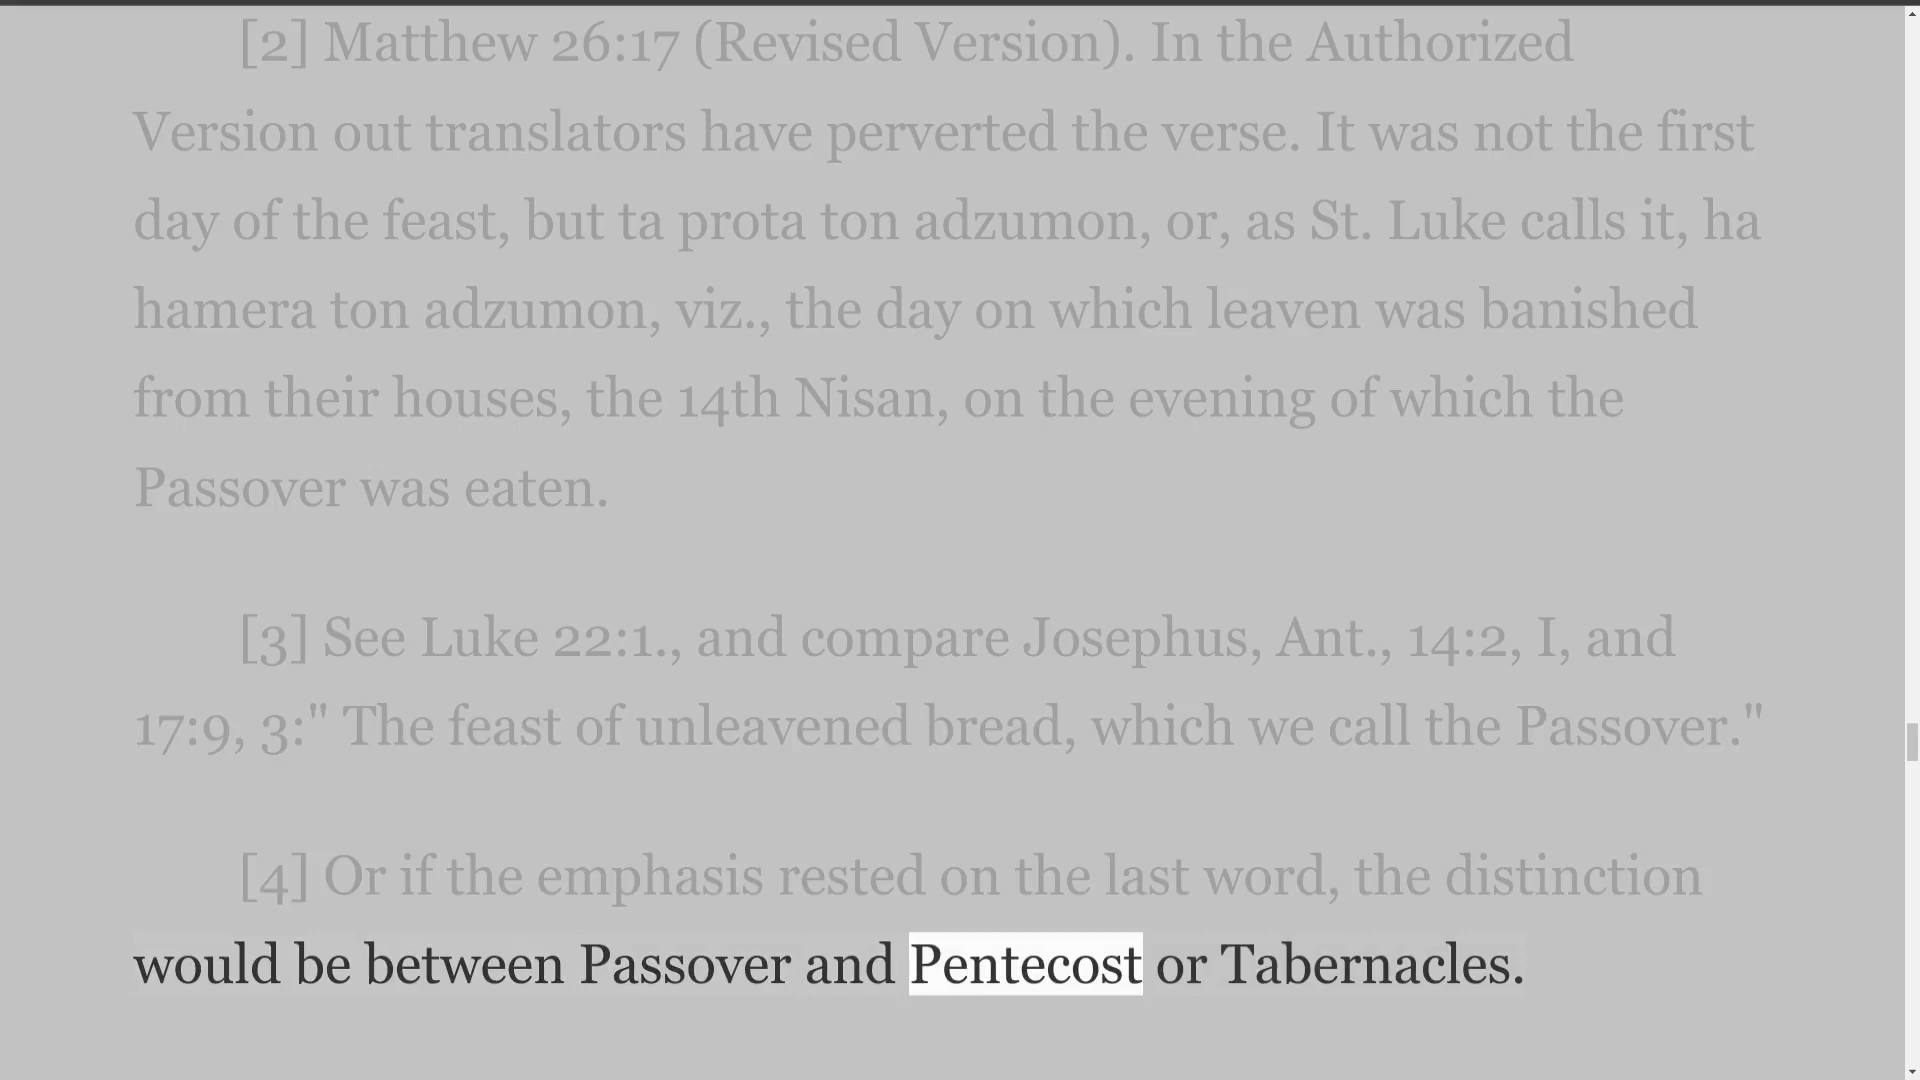 [2] Matthew 26:17 (Revised Version). In the Authorized
Version out translators have perverted the verse. It was not the first
day of the feast, but ta prota ton adzumon, or, as St. Luke calls it, ha
hamera ton adzumon, viz., the day on which leaven was banished
from their houses, the 14th Nisan, on the evening of which the
Passover was eaten.
[3] See Luke 22:1., and compare Josephus, Ant., 14:2, I, and
17:9, 3:" The feast of unleavened bread, which we call the Passover."
[4] Or if the emphasis rested on the last word, the distinction
would be between Passover and Pentecost or Tabernacles.